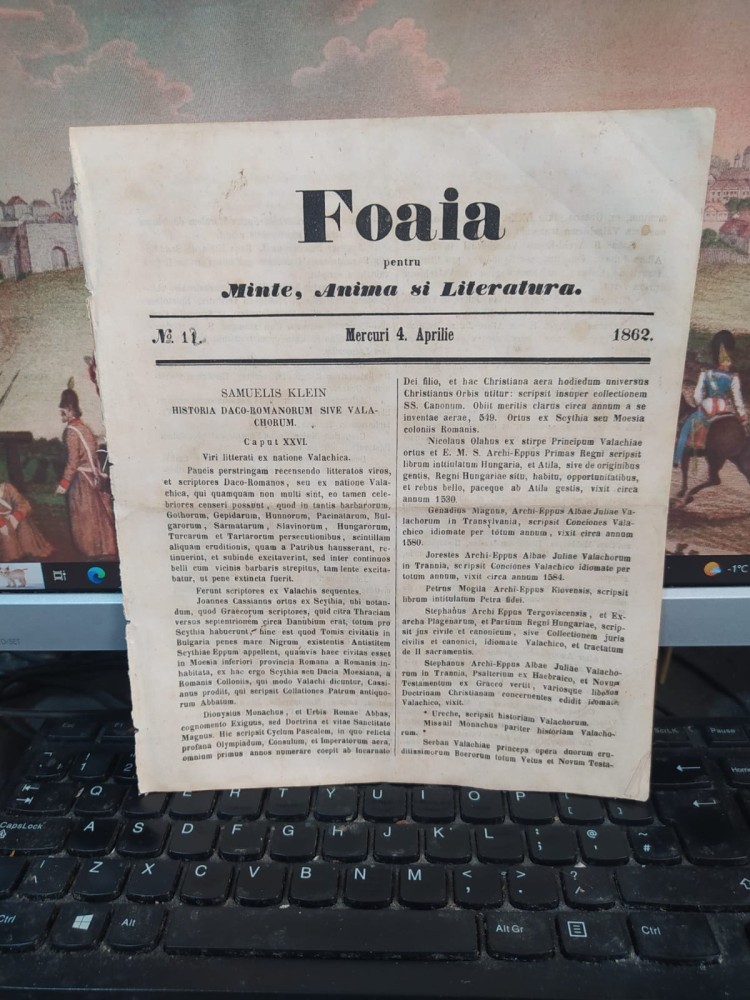 Foaia
pentru
Minte, Anima si Literatura.
No. 11.
Mercuri 4. Aprilie
1862.
SAMUELIS KLEIN
HISTORIA DACO-ROMANORUM SIVE VALA-
CHORUM.
Caput XXVI.
Viri litterati ex natione Valachica.
Paucis perstringam recensendo litteratos viros,
et scriptores Daco-Romanos, seu ex natione Vala-
chica, qui quamquam non multi sint, eo tamen cele-
briores censeri possunt, quod in tantis barbarorum,
Gothorum, Gepidarum, Hunnorum, Pacinatarum, Bul-
garorum, Sarmatarum, Slavinorum, Hungarorum,
Turcarum et Tartarorum persecutionibus, scintillam
aliquam eruditionis, quam a Patribus hausserant, re-
tinuerint, et subinde excitaverint, sed inter continuos
belli cum vicinis barbaris strepitus, tam lente excita-
batur, ut pene extincta fuerit.
Ferunt scriptores ex Valachis sequentes.
Joannes Cassianus ortus ex Scythia, ubi notan-
dum, quod Graecorum scriptores, quid citra Thraciam
versus septentrionem circa Danubium erat, totum pro
Scythia habuerunt, hinc est quod Tomis civitatis in
Bulgaria penes mare Nigrum existentis Antistitem
Scythiae Eppum appellent, quamvis haec civitas esset
in Moesia inferiori provincia Romana a Romanis in-
habitata, ex hac ergo Scythia seu Dacia Moesiana, a
Romanis Coloniis, qui modo Valachi dicuntur, Cassi-
anus prodiit, qui scripsit Collationes Patrum antiquo-
rum Abbatum.
Dionysius Monachus, et Urbis Romae Abbas,
cognomento Exiguus, sed Doctrina et vitae Sanctitate
Magnus. Hic scripsit Cyclum Pascalem, in quo relicta
profana Olympiadum, Consulum, et Imperatorum aera,
omnium primus annos numerare coepit ab Incarnato
Dei filio, et hac Christiana aera hodiedum universus
Christianus Orbis utitur: scripsit insuper collectionem
SS. Canonum. Obiit meritis clarus circa annum a se
inventae aerae, 549. Ortus ex Scythia seu Moesia
coloniis Romanis.
Nicolaus Olahus ex stirpe Principum Valachiae
ortus et E. M. S. Archi-Eppus Primas Regni scripsit
librum intitulatum Hungaria, et Atila, sive de originibus
gentis, Regni Hungariae situ, habitu, opportunitatibus,
et rebus bello, paceque ab Atila gestis, vixit circa
annum 1530.
Genadius Magnus, Archi-Eppus Albae Juliae Va-
lachorum in Transylvania, scripsit Conciones Vala-
chico idiomate per totum annum, vixit circa annum
1580.
Jorestes Archi-Eppus Albae Juliae Valachorum
in Trannia, scripsit Conciones Valachico idiomate per
totum annum, vixit circa annum 1584.
Petrus Mogila Archi-Eppus Kiovensis, scripsit
librum intitulatum Petra fidei.
Stephanus Archi Eppus Tergoviscensis, et Ex-
archa Plagenarum, et Partium Regni Hungariae, scrip-
sit jus civile et canonicum, sive Collectionem juris
civilis et canonici, idiomate Valachico, et tractatum
de II sacramentis.
Stephanus Archi-Eppus Albae Juliae Valacho-
rum in Trannia, Psalterium ex Haebraico, et Novum
Testamentum ex Graeco vertit, variosque libellos
Doctrinam Christianam concernentes edidit idomate
Valachico, vixit.
* Ureche, scripsit historiam Valachorum.
Missail Monachus pariter historiam Valacho-
rum. *
Serban Valachiae princeps opera duorum eru-
ditissimorum Boerorum totum Vetus et Novum Testa-
-1°C
Q E R T Y U I O P
Scr Lk
Pause
Home
CapsLock
A S D F G H J K L : ; @ ~ #
Z X C V B N M < , > . ? /
Ctrl
Alt
Alt Gr
Ctrl